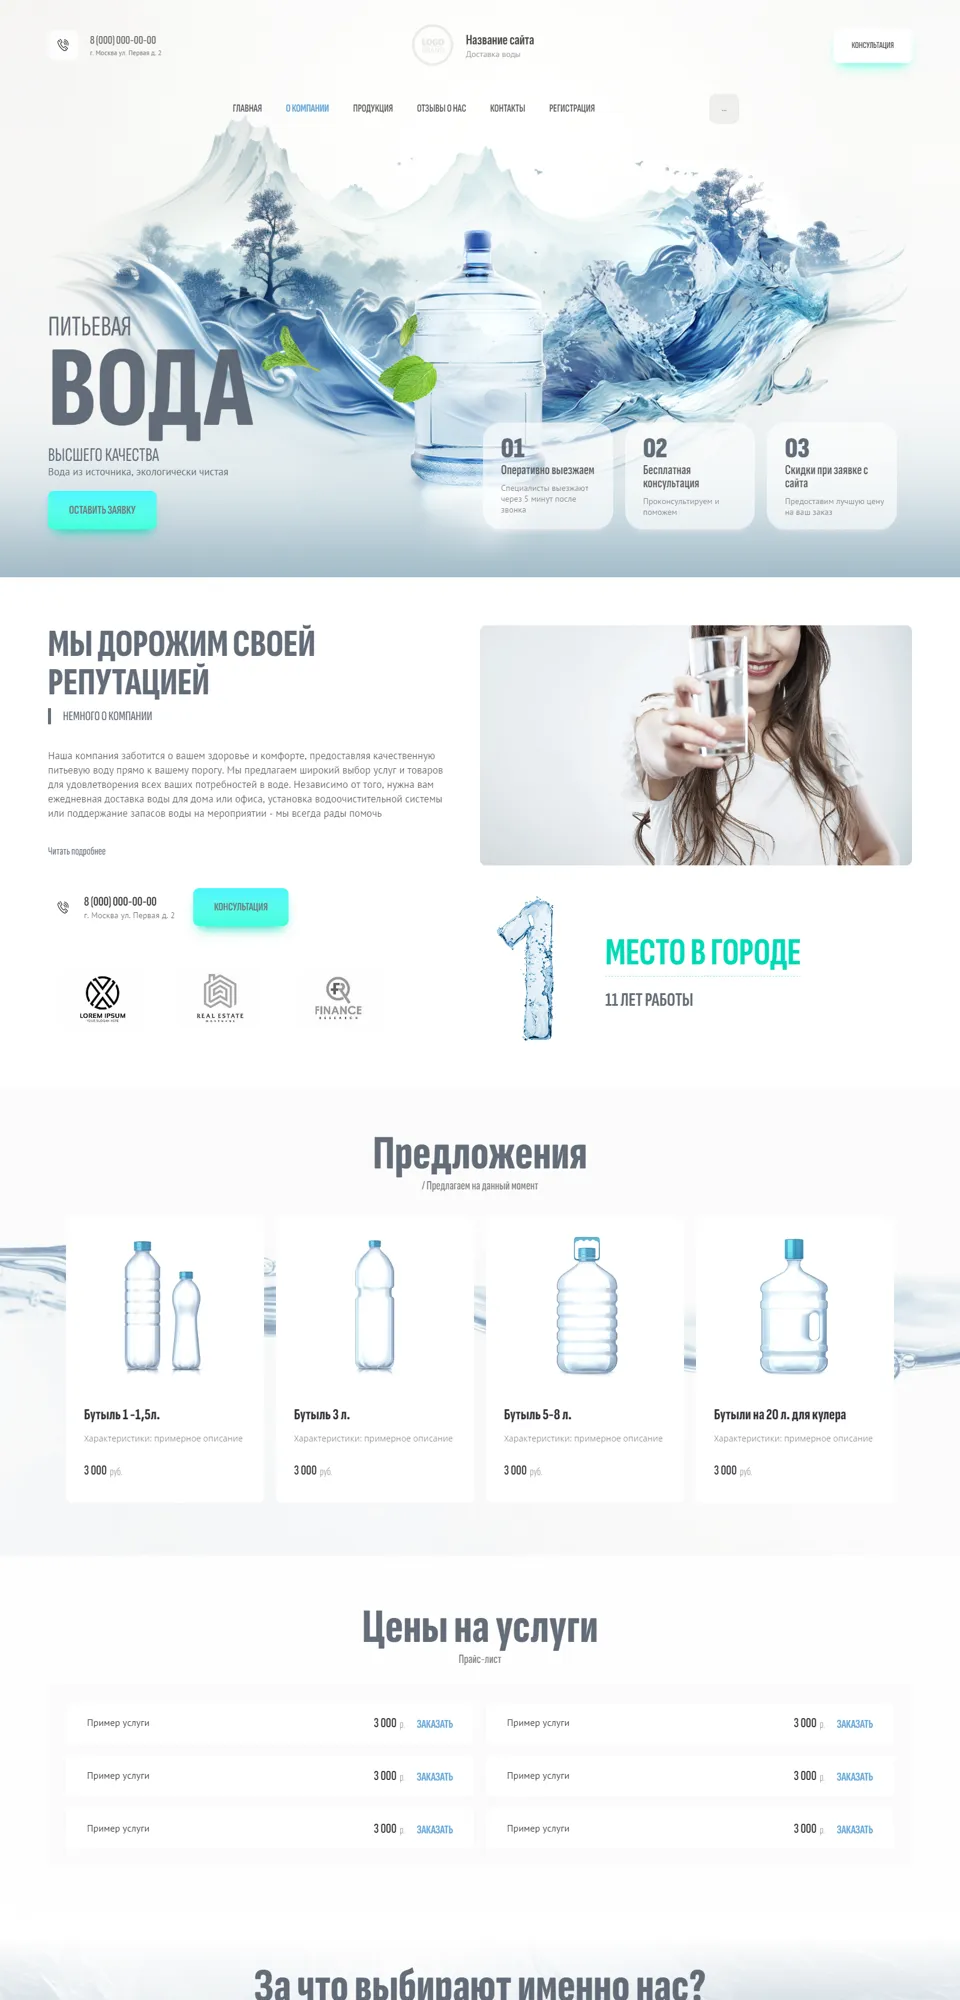 8 (000) 000-00-00
г. Москва ул. Первая д. 2
LOGO
Название сайта
Доставка воды
КОНСУЛЬТАЦИЯ
ГЛАВНАЯ
О КОМПАНИИ
ПРОДУКЦИЯ
ОТЗЫВЫ О НАС
КОНТАКТЫ
РЕГИСТРАЦИЯ
...
ПИТЬЕВАЯ
ВОДА
ВЫСШЕГО КАЧЕСТВА
Вода из источника, экологически чистая
ОСТАВИТЬ ЗАЯВКУ
01
Оперативно выезжаем
Специалисты выезжают
через 5 минут после
звонка
02
Бесплатная
консультация
Проконсультируем и
поможем
03
Скидки при заявке с
сайта
Предоставим лучшую цену
на ваш заказ
МЫ ДОРОЖИМ СВОЕЙ
РЕПУТАЦИЕЙ
НЕМНОГО О КОМПАНИИ
Наша компания заботится о вашем здоровье и комфорте, предоставляя качественную
питьевую воду прямо к вашему порогу. Мы предлагаем широкий выбор услуг и товаров
для удовлетворения всех ваших потребностей в воде. Независимо от того, нужна вам
ежедневная доставка воды для дома или офиса, установка водоочистительной системы
или поддержание запасов воды на мероприятии - мы всегда рады помочь
Читать подробнее
8 (000) 000-00-00
г. Москва ул. Первая д. 2
КОНСУЛЬТАЦИЯ
LOREM IPSUM
REAL ESTATE
FINANCE
RESEARCH
1
МЕСТО В ГОРОДЕ
11 ЛЕТ РАБОТЫ
Предложения
/ Предлагаем на данный момент
Бутыль 1 -1,5л.
Характеристики: примерное описание
3 000 руб.
Бутыль 3 л.
Характеристики: примерное описание
3 000 руб.
Бутыль 5-8 л.
Характеристики: примерное описание
3 000 руб.
Бутыли на 20 л. для кулера
Характеристики: примерное описание
3 000 руб.
Цены на услуги
Прайс-лист
Пример услуги 3 000 р. ЗАКАЗАТЬ
Пример услуги 3 000 р. ЗАКАЗАТЬ
Пример услуги 3 000 р. ЗАКАЗАТЬ
Пример услуги 3 000 р. ЗАКАЗАТЬ
Пример услуги 3 000 р. ЗАКАЗАТЬ
Пример услуги 3 000 р. ЗАКАЗАТЬ
За что выбирают именно нас?